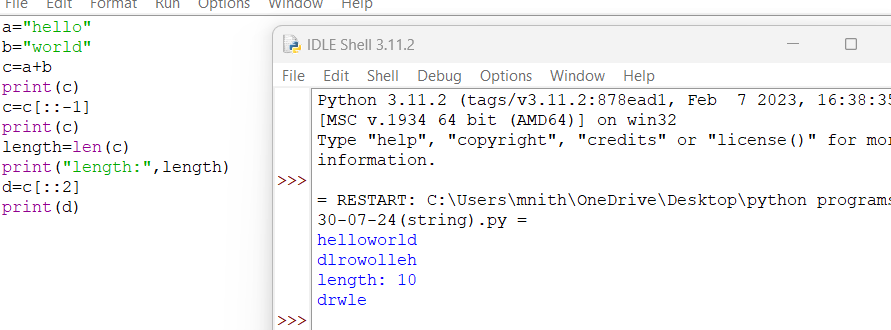 File Edit Format Run Options Window Help
a="hello"
b="world"
c=a+b
print(c)
c=c[::-1]
print(c)
length=len(c)
print("length:",length)
d=c[::2]
print(d)
IDLE Shell 3.11.2
File Edit Shell Debug Options Window Help
Python 3.11.2 (tags/v3.11.2:878ead1, Feb 7 2023, 16:38:35
[MSC v.1934 64 bit (AMD64)] on win32
Type "help", "copyright", "credits" or "license()" for mor
information.
>>>
= RESTART: C:\Users\mnith\OneDrive\Desktop\python programs
30-07-24(string).py =
helloworld
dlrowolleh
length: 10
drwle
>>>